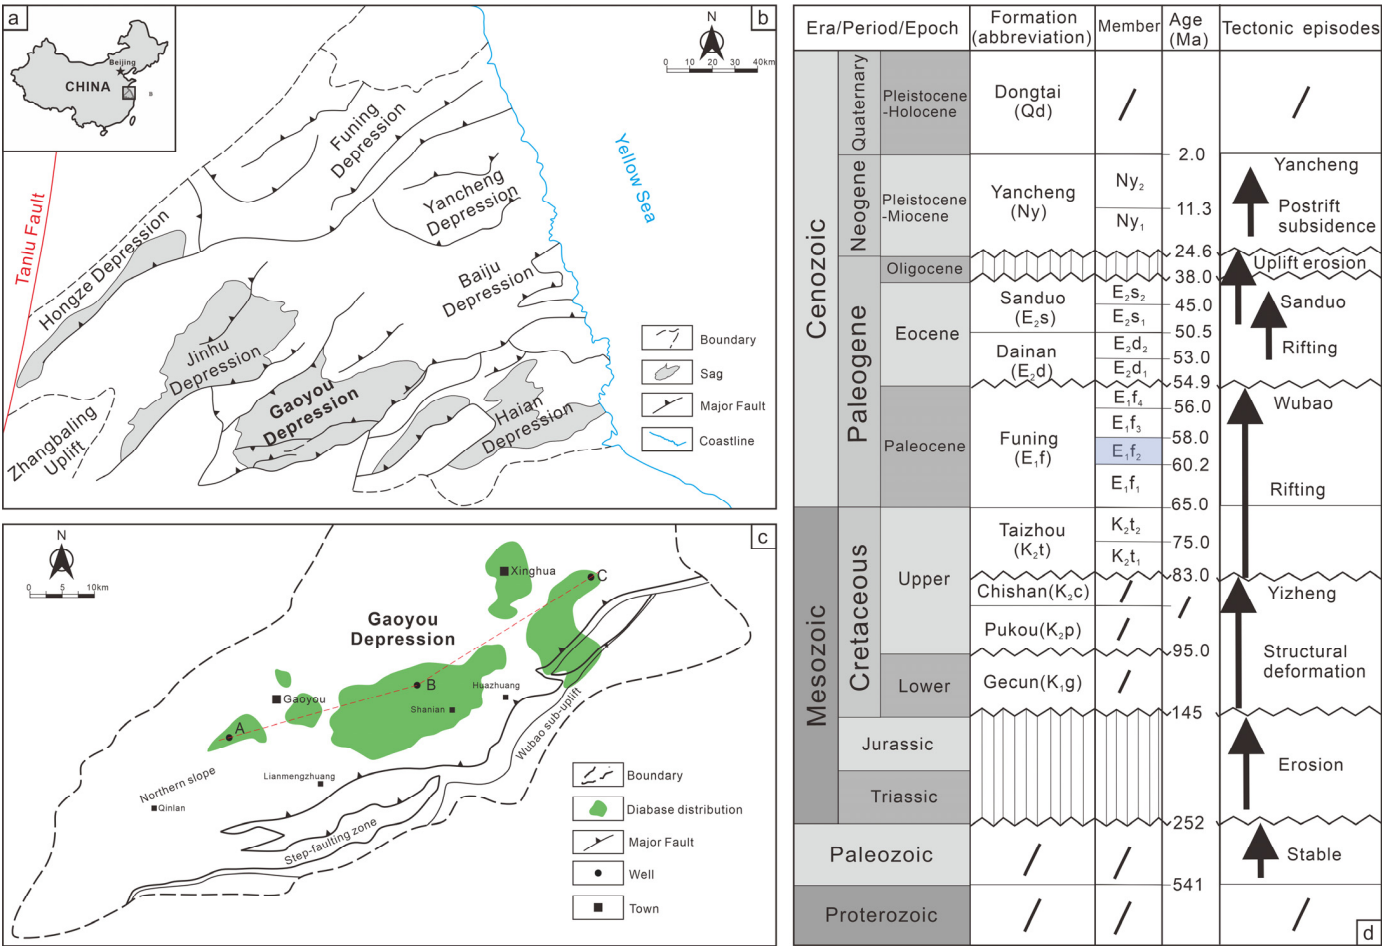 a
Beijing
CHINA
B
b
N
0 10 20 30 40km
Tanlu Fault
Yellow Sea
Funing
Depression
Yancheng
Depression
Hongze Depression
Baiju
Depression
Jinhu
Depression
Gaoyou
Depression
Haian
Depression
Zhangbaling
Uplift
Boundary
Sag
Major Fault
Coastline
c
N
0 5 10km
Gaoyou
Depression
Xinghua
C
B
Huazhuang
Gaoyou
Shanian
A
Wubao sub-uplift
Lianmengzhuang
Northern slope
Qinlan
Step-faulting zone
Boundary
Diabase distribution
Major Fault
Well
Town
Era/Period/Epoch
Formation
(abbreviation)
Member
Age
(Ma)
Tectonic episodes
Cenozoic
Quaternary
Pleistocene
-Holocene
Dongtai
(Qd)
/
/
2.0
Neogene
Pleistocene
-Miocene
Yancheng
(Ny)
Ny₂
11.3
Ny₁
Yancheng
Postrift
subsidence
24.6
Paleogene
Oligocene
Uplift erosion
38.0
Eocene
Sanduo
(E₂s)
E₂s₂
45.0
E₂s₁
50.5
Sanduo
Dainan
(E₂d)
E₂d₂
53.0
E₂d₁
54.9
Rifting
Paleocene
Funing
(E₁f)
E₁f₄
56.0
E₁f₃
58.0
E₁f₂
60.2
E₁f₁
65.0
Wubao
Rifting
Mesozoic
Cretaceous
Upper
Taizhou
(K₂t)
K₂t₂
75.0
K₂t₁
83.0
Chishan(K₂c)
/
/
Pukou(K₂p)
/
95.0
Yizheng
Structural
deformation
Lower
Gecun(K₁g)
/
145
Jurassic
Triassic
Erosion
252
Paleozoic
/
/
Stable
541
Proterozoic
/
/
/
d